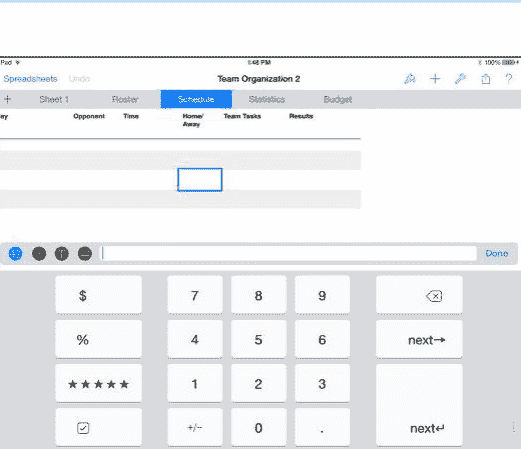 Pad 1:48 PM 100%
Spreadsheets Undo Team Organization 2 ?
+ Sheet 1 Roster Schedule Statistics Budget
ay Opponent Time Home/ Team Tasks Results
Away
Done
$ 7 8 9
% 4 5 6 next→
★★★★★ 1 2 3
+/- 0 . next↵